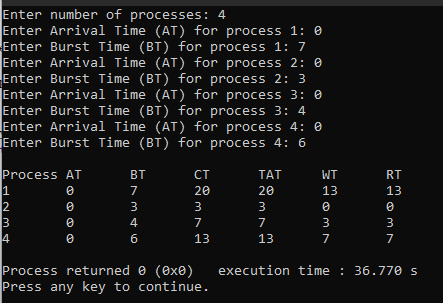 Enter number of processes: 4
Enter Arrival Time (AT) for process 1: 0
Enter Burst Time (BT) for process 1: 7
Enter Arrival Time (AT) for process 2: 0
Enter Burst Time (BT) for process 2: 3
Enter Arrival Time (AT) for process 3: 0
Enter Burst Time (BT) for process 3: 4
Enter Arrival Time (AT) for process 4: 0
Enter Burst Time (BT) for process 4: 6
Process AT BT CT TAT WT RT
1 0 7 20 20 13 13
2 0 3 3 3 0 0
3 0 4 7 7 3 3
4 0 6 13 13 7 7
Process returned 0 (0x0) execution time : 36.770 s
Press any key to continue.